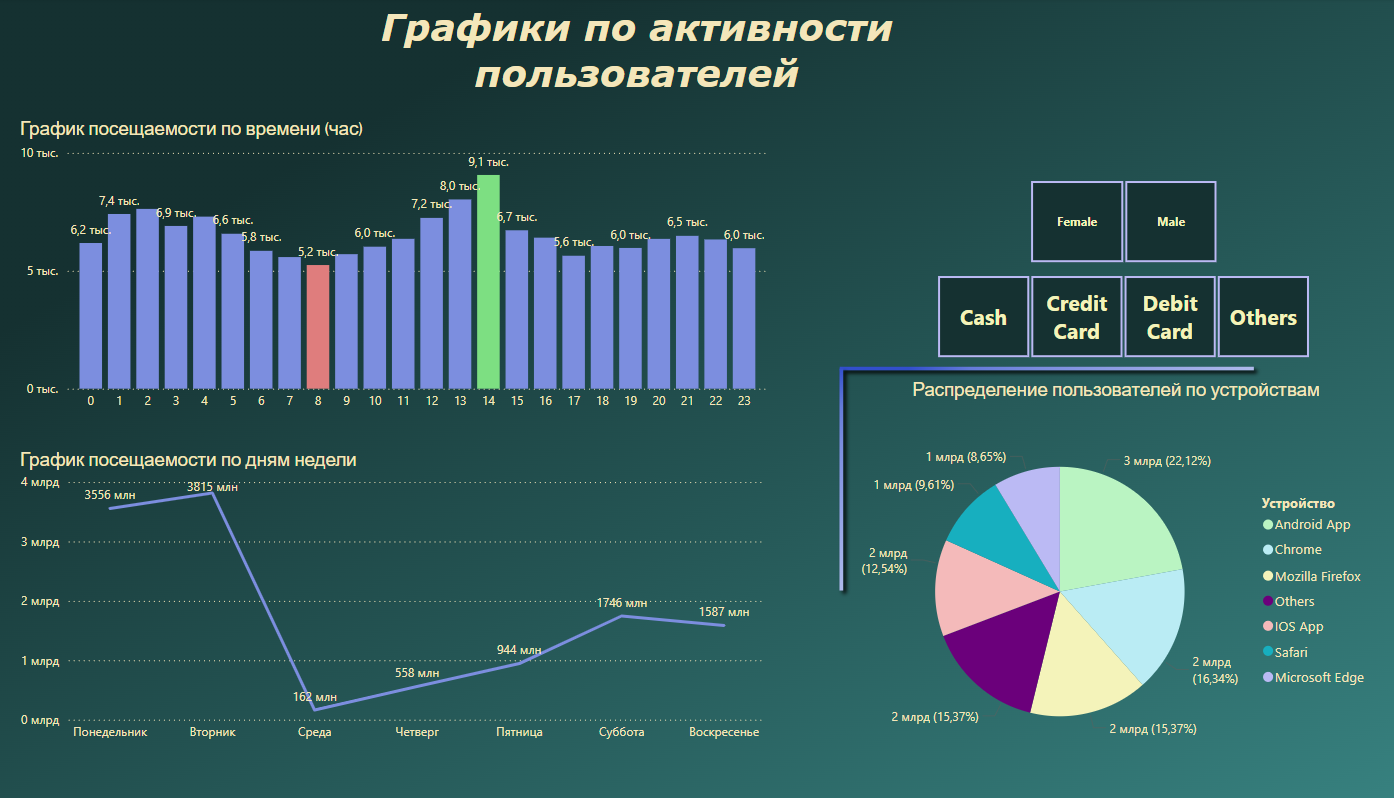 Графики по активности
пользователей
График посещаемости по времени (час)
10 тыс.
5 тыс.
0 тыс.
6,2 тыс.
7,4 тыс.
6,9 тыс.
6,6 тыс.
5,8 тыс.
5,2 тыс.
6,0 тыс.
7,2 тыс.
8,0 тыс.
9,1 тыс.
6,7 тыс.
5,6 тыс.
6,0 тыс.
6,5 тыс.
6,0 тыс.
0 1 2 3 4 5 6 7 8 9 10 11 12 13 14 15 16 17 18 19 20 21 22 23
Female
Male
Cash
Credit
Card
Debit
Card
Others
График посещаемости по дням недели
4 млрд
3 млрд
2 млрд
1 млрд
0 млрд
3556 млн
3815 млн
162 млн
558 млн
944 млн
1746 млн
1587 млн
Понедельник Вторник Среда Четверг Пятница Суббота Воскресенье
Распределение пользователей по устройствам
3 млрд (22,12%)
2 млрд
(16,34%)
2 млрд (15,37%)
2 млрд (15,37%)
2 млрд
(12,54%)
1 млрд (9,61%)
1 млрд (8,65%)
Устройство
Android App
Chrome
Mozilla Firefox
Others
IOS App
Safari
Microsoft Edge